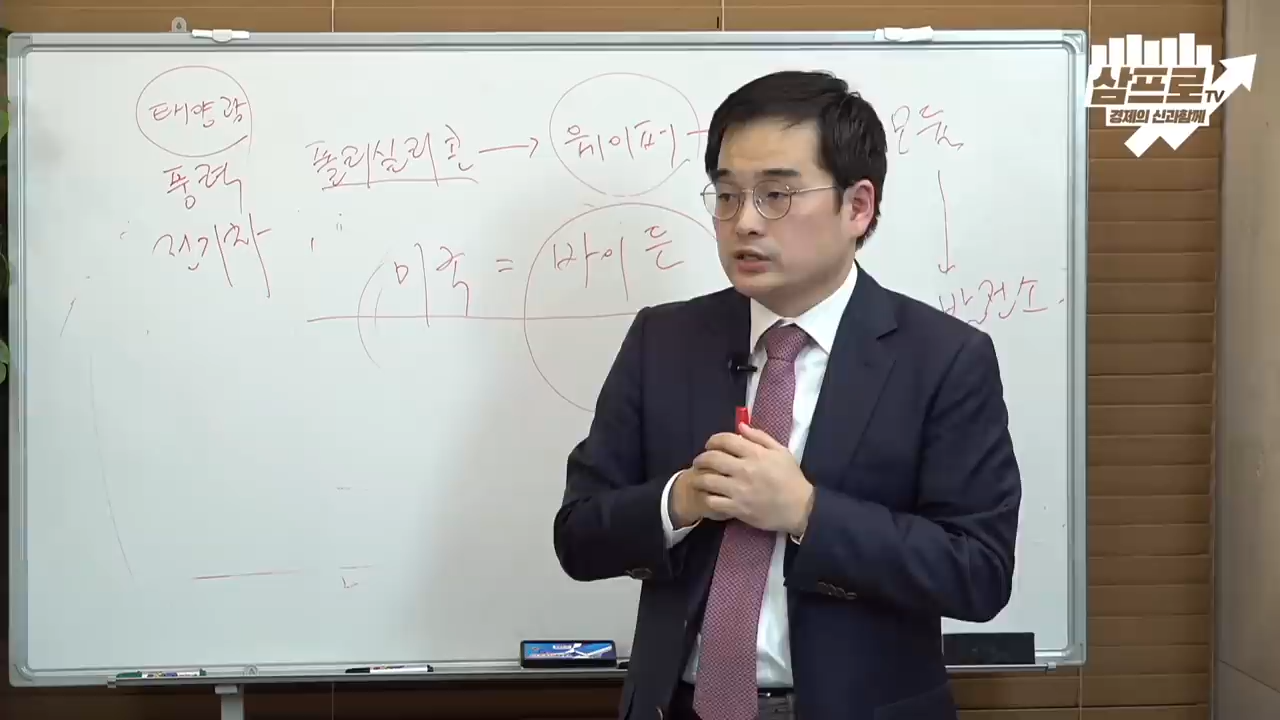 태양광
풍력
전기차
폴리실리콘 → 웨이퍼
모듈
미국 = 바이든
발전소
삼프로TV
경제의 신과함께